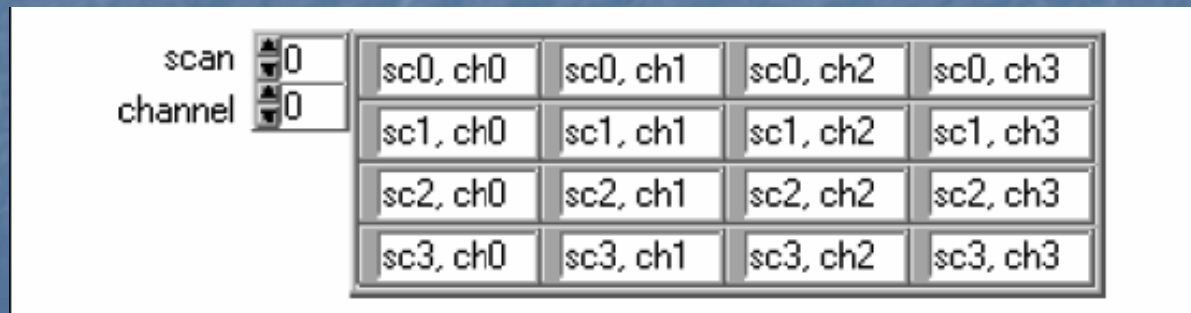 scan 0 sc0, ch0 sc0, ch1 sc0, ch2 sc0, ch3
channel 0 sc1, ch0 sc1, ch1 sc1, ch2 sc1, ch3
sc2, ch0 sc2, ch1 sc2, ch2 sc2, ch3
sc3, ch0 sc3, ch1 sc3, ch2 sc3, ch3